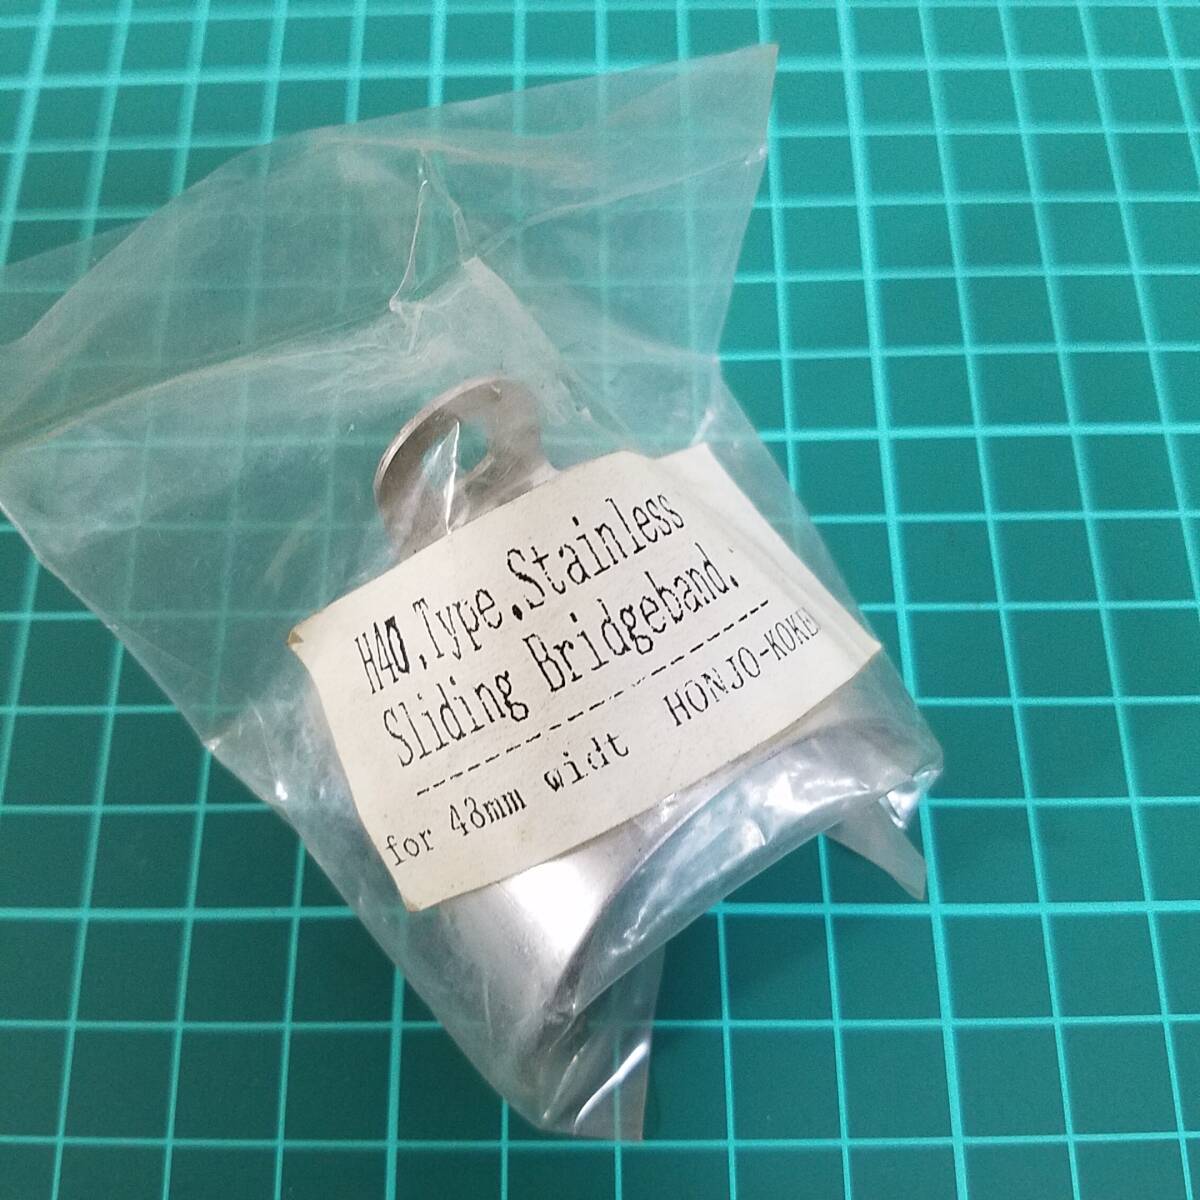 H40.Type.Stainless
Sliding Bridgeband.
for 43mm widt HONJO-KOKEN